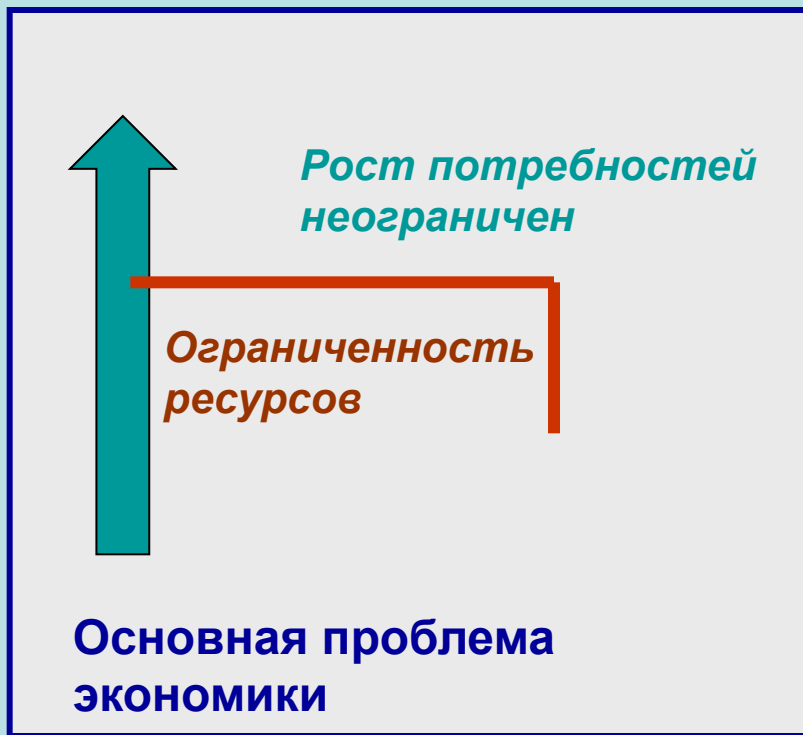 Рост потребностей
неограничен
Ограниченность
ресурсов
Основная проблема
экономики